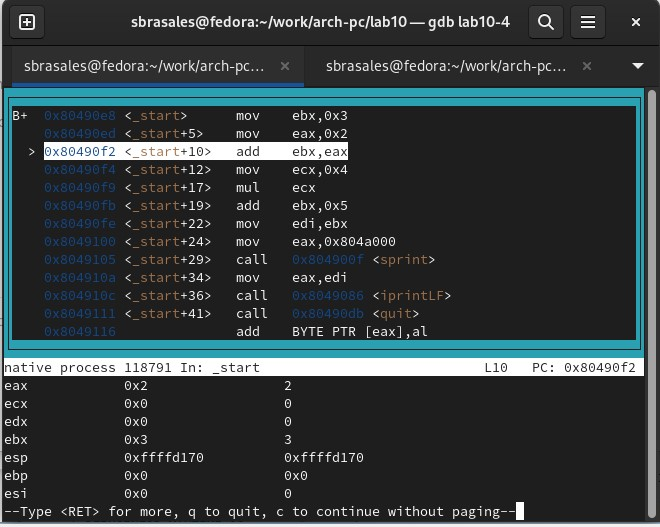 sbrasales@fedora:~/work/arch-pc/lab10 — gdb lab10-4
sbrasales@fedora:~/work/arch-pc... × sbrasales@fedora:~/work/arch-pc... ×
B+ 0x80490e8 <_start> mov ebx,0x3
0x80490ed <_start+5> mov eax,0x2
> 0x80490f2 <_start+10> add ebx,eax
0x80490f4 <_start+12> mov ecx,0x4
0x80490f9 <_start+17> mul ecx
0x80490fb <_start+19> add ebx,0x5
0x80490fe <_start+22> mov edi,ebx
0x8049100 <_start+24> mov eax,0x804a000
0x8049105 <_start+29> call 0x804900f <sprint>
0x804910a <_start+34> mov eax,edi
0x804910c <_start+36> call 0x8049086 <iprintLF>
0x8049111 <_start+41> call 0x80490db <quit>
0x8049116 add BYTE PTR [eax],al
native process 118791 In: _start L10 PC: 0x80490f2
eax 0x2 2
ecx 0x0 0
edx 0x0 0
ebx 0x3 3
esp 0xffffd170 0xffffd170
ebp 0x0 0x0
esi 0x0 0
--Type <RET> for more, q to quit, c to continue without paging--